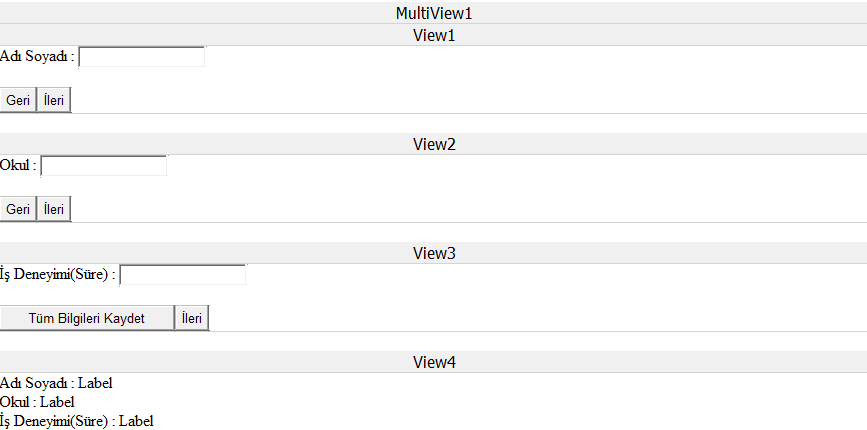 MultiView1
View1
Adı Soyadı :
Geri İleri
View2
Okul :
Geri İleri
View3
İş Deneyimi(Süre) :
Tüm Bilgileri Kaydet İleri
View4
Adı Soyadı : Label
Okul : Label
İş Deneyimi(Süre) : Label